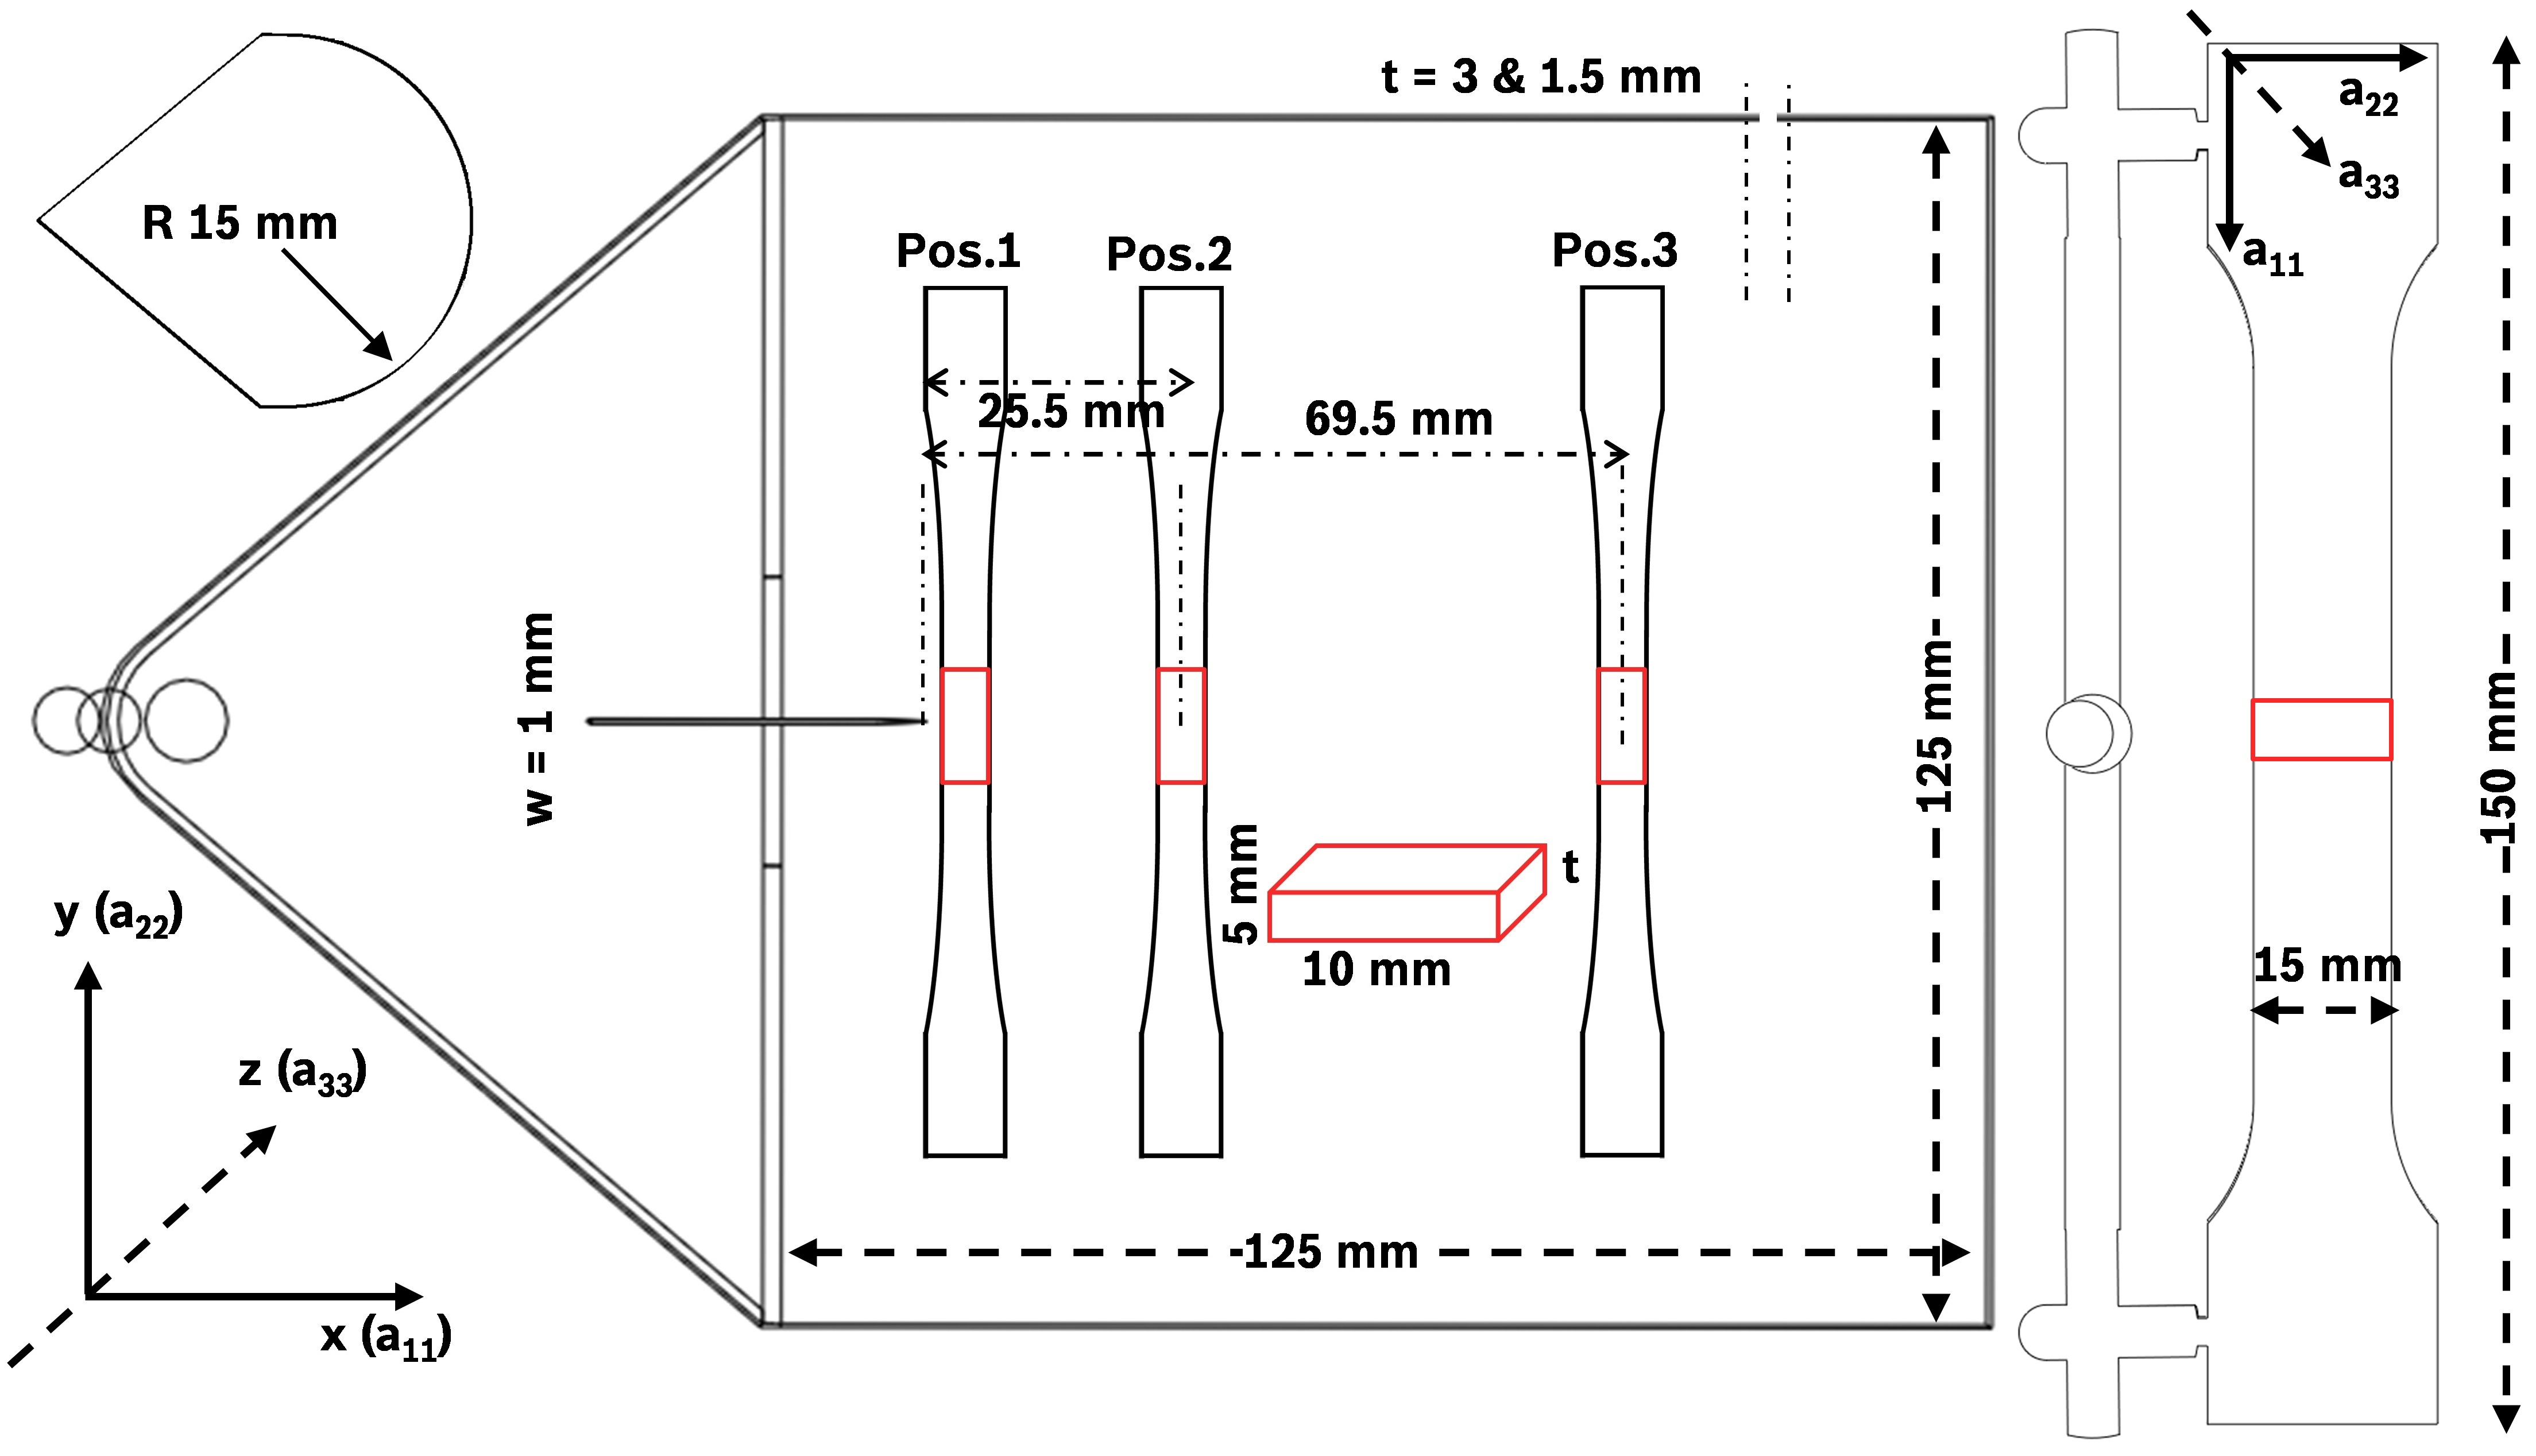 t = 3 & 1.5 mm
R 15 mm
Pos.1
Pos.2
Pos.3
25.5 mm
69.5 mm
w = 1 mm
5 mm
t
10 mm
125 mm
125 mm
y (a₂₂)
z (a₃₃)
x (a₁₁)
a₂₂
a₃₃
a₁₁
15 mm
150 mm